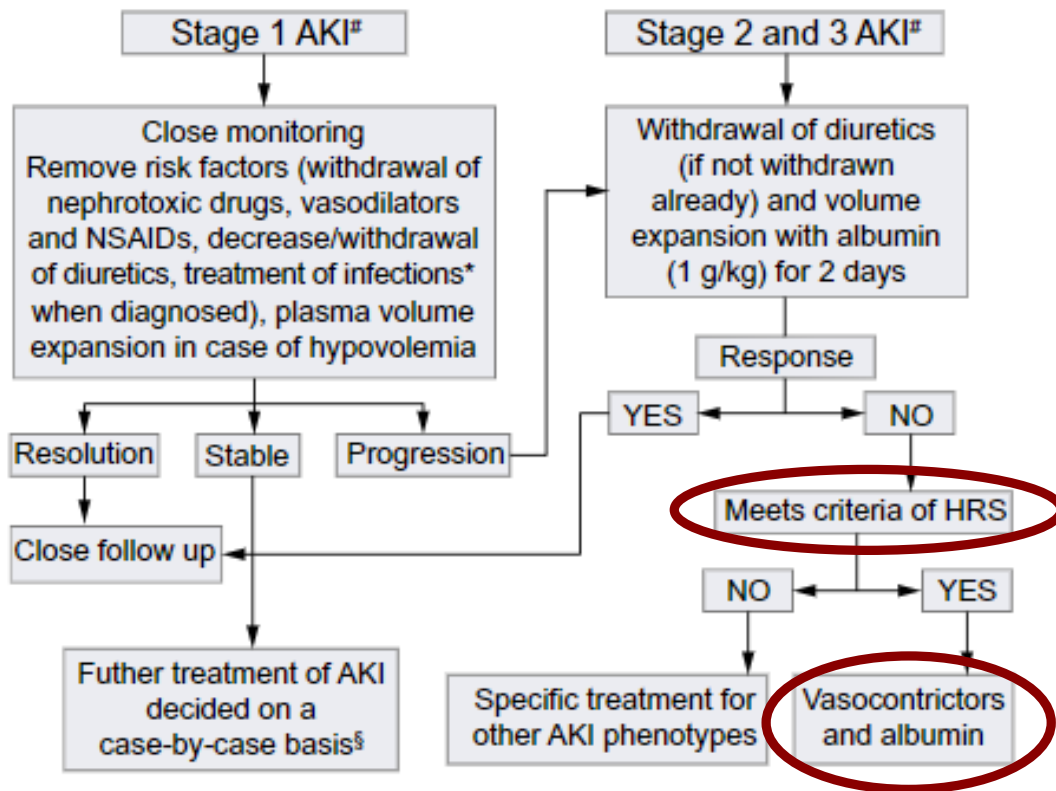 Stage 1 AKI#
Stage 2 and 3 AKI#
Close monitoring
Remove risk factors (withdrawal of
nephrotoxic drugs, vasodilators
and NSAIDs, decrease/withdrawal
of diuretics, treatment of infections*
when diagnosed), plasma volume
expansion in case of hypovolemia
Withdrawal of diuretics
(if not withdrawn
already) and volume
expansion with albumin
(1 g/kg) for 2 days
Response
YES
NO
Resolution
Stable
Progression
Meets criteria of HRS
Close follow up
NO
YES
Futher treatment of AKI
decided on a
case-by-case basis§
Specific treatment for
other AKI phenotypes
Vasocontrictors
and albumin